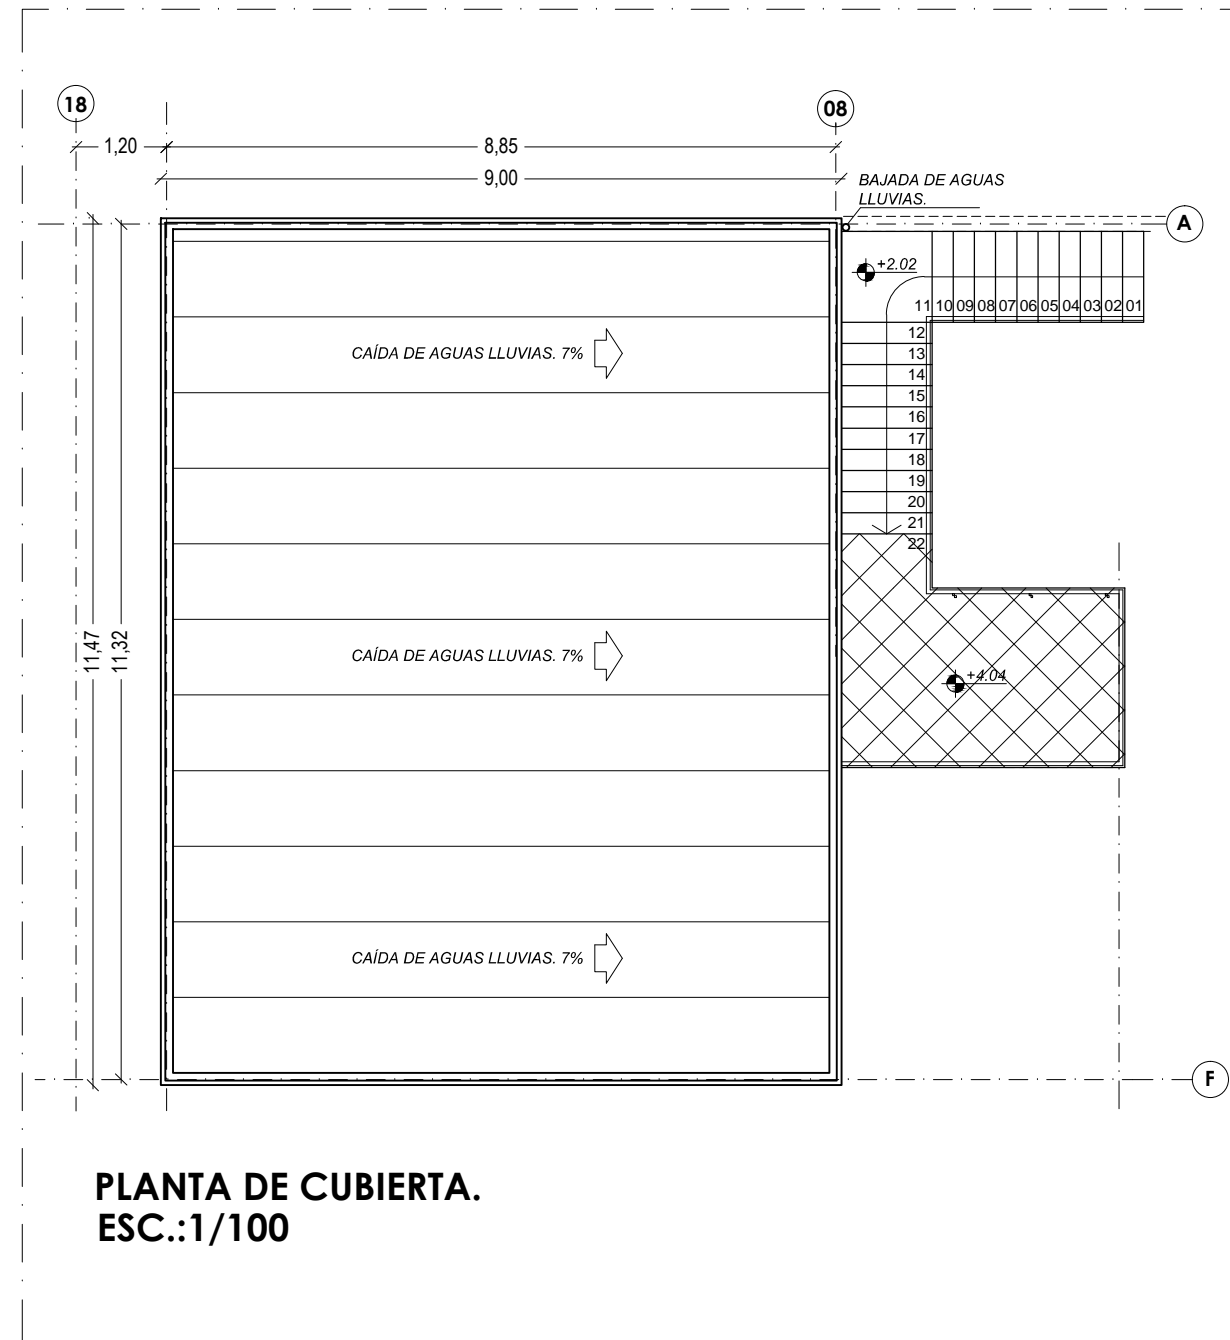 18
08
1,20
8,85
9,00
BAJADA DE AGUAS
LLUVIAS.
A
+2.02
11 10 09 08 07 06 05 04 03 02 01
12
13
CAÍDA DE AGUAS LLUVIAS. 7%
14
15
16
17
18
19
20
21
22
11,47
11,32
CAÍDA DE AGUAS LLUVIAS. 7%
+4.04
CAÍDA DE AGUAS LLUVIAS. 7%
F
PLANTA DE CUBIERTA.
ESC.:1/100